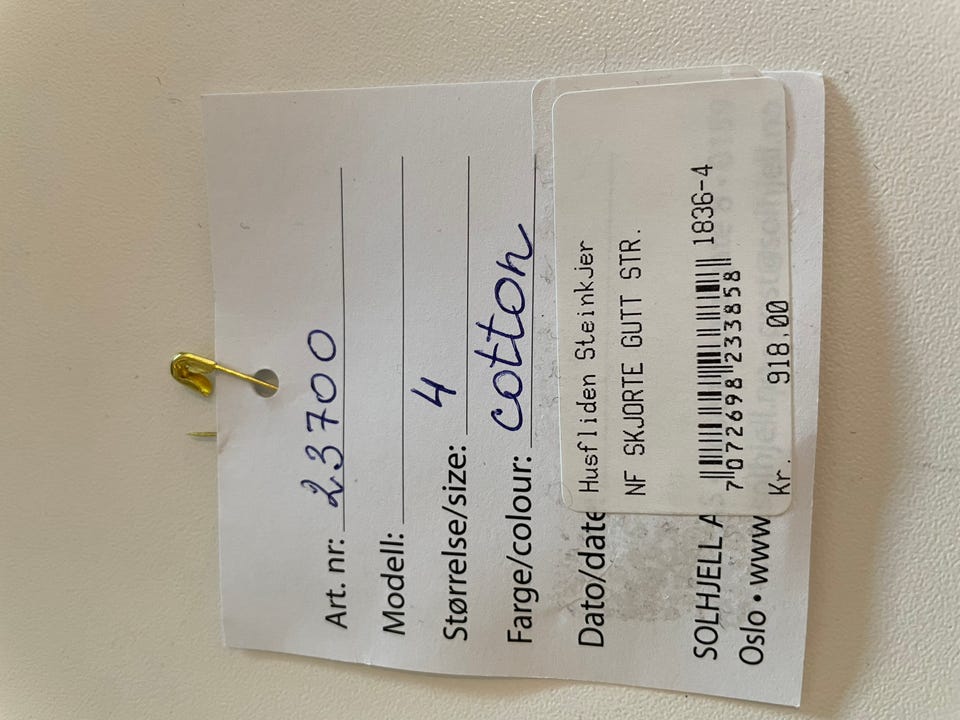 Art. nr: 23700
Modell:
Størrelse/size: 4
Farge/colour: cotton
Dato/date
Husfliden Steinkjer
NF SKJORTE GUTT STR.
1836-4
7 072698 233858
Kr. 918,00
SOLHJELL A
Oslo • www